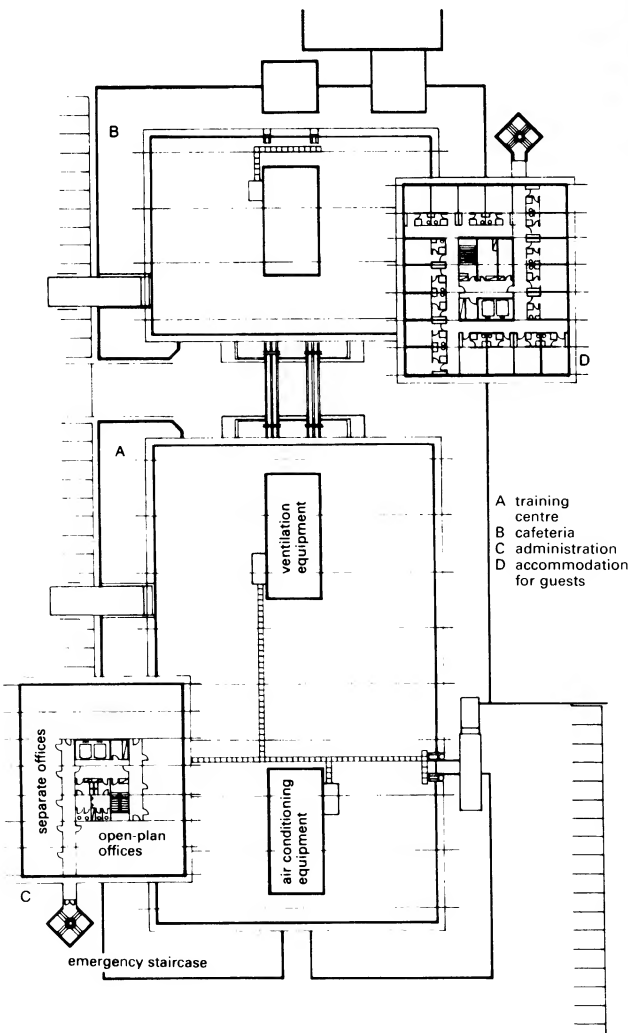 B
D
A
A training
centre
B cafeteria
C administration
D accommodation
for guests
ventilation
equipment
separate offices
open-plan
offices
air conditioning
equipment
C
emergency staircase